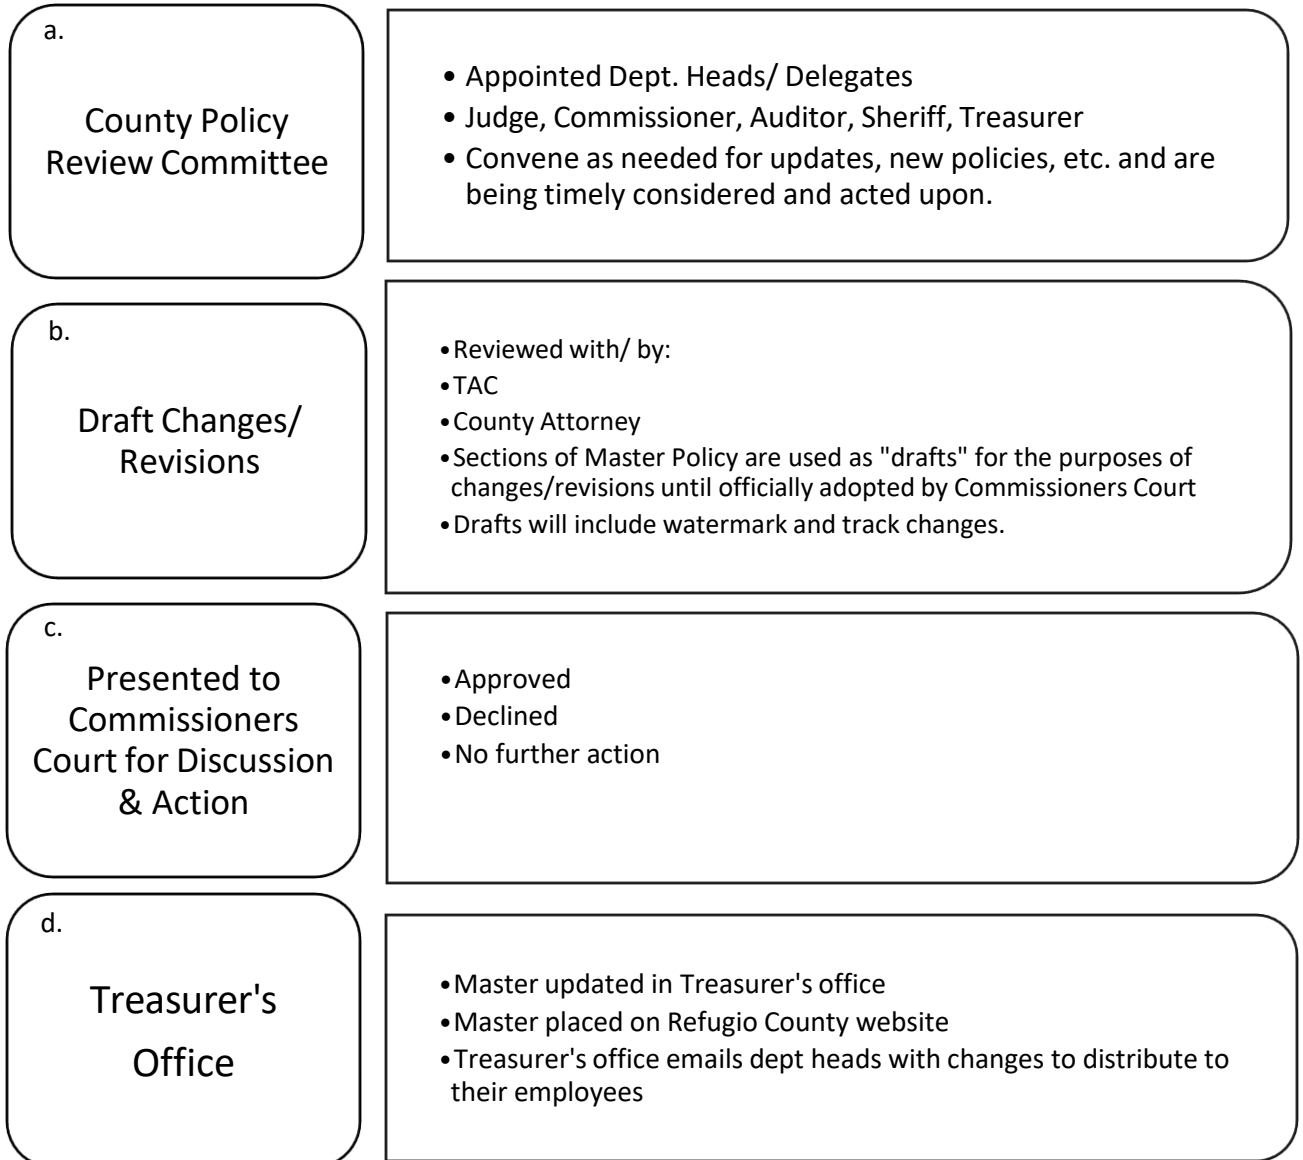 a.
County Policy
Review Committee
• Appointed Dept. Heads/ Delegates
• Judge, Commissioner, Auditor, Sheriff, Treasurer
• Convene as needed for updates, new policies, etc. and are
being timely considered and acted upon.
b.
Draft Changes/
Revisions
•Reviewed with/ by:
•TAC
•County Attorney
•Sections of Master Policy are used as "drafts" for the purposes of
changes/revisions until officially adopted by Commissioners Court
•Drafts will include watermark and track changes.
c.
Presented to
Commissioners
Court for Discussion
& Action
•Approved
•Declined
•No further action
d.
Treasurer's
Office
•Master updated in Treasurer's office
•Master placed on Refugio County website
•Treasurer's office emails dept heads with changes to distribute to
their employees